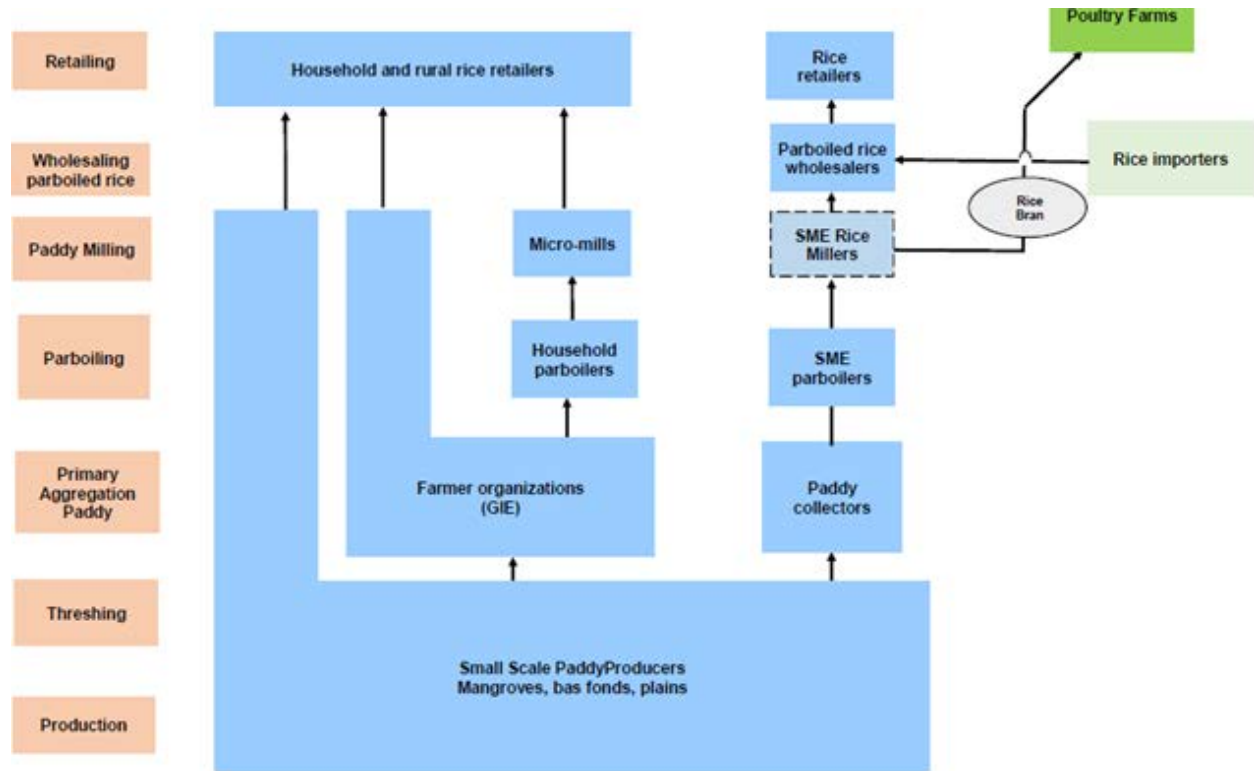 Poultry Farms
Retailing
Household and rural rice retailers
Rice
retailers
Wholesaling
parboiled rice
Parboiled rice
wholesalers
Rice importers
Rice
Bran
Paddy Milling
Micro-mills
SME Rice
Millers
Parboiling
Household
parboilers
SME
parboilers
Primary
Aggregation
Paddy
Farmer organizations
(GIE)
Paddy
collectors
Threshing
Small Scale PaddyProducers
Mangroves, bas fonds, plains
Production